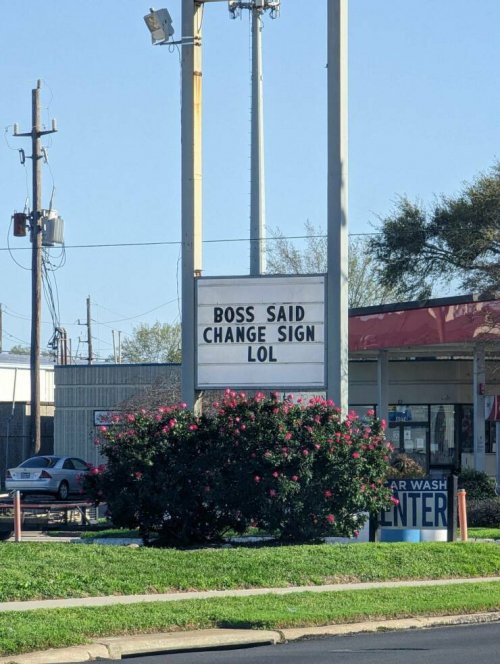 BOSS SAID
CHANGE SIGN
LOL
AR WASH
ENTER